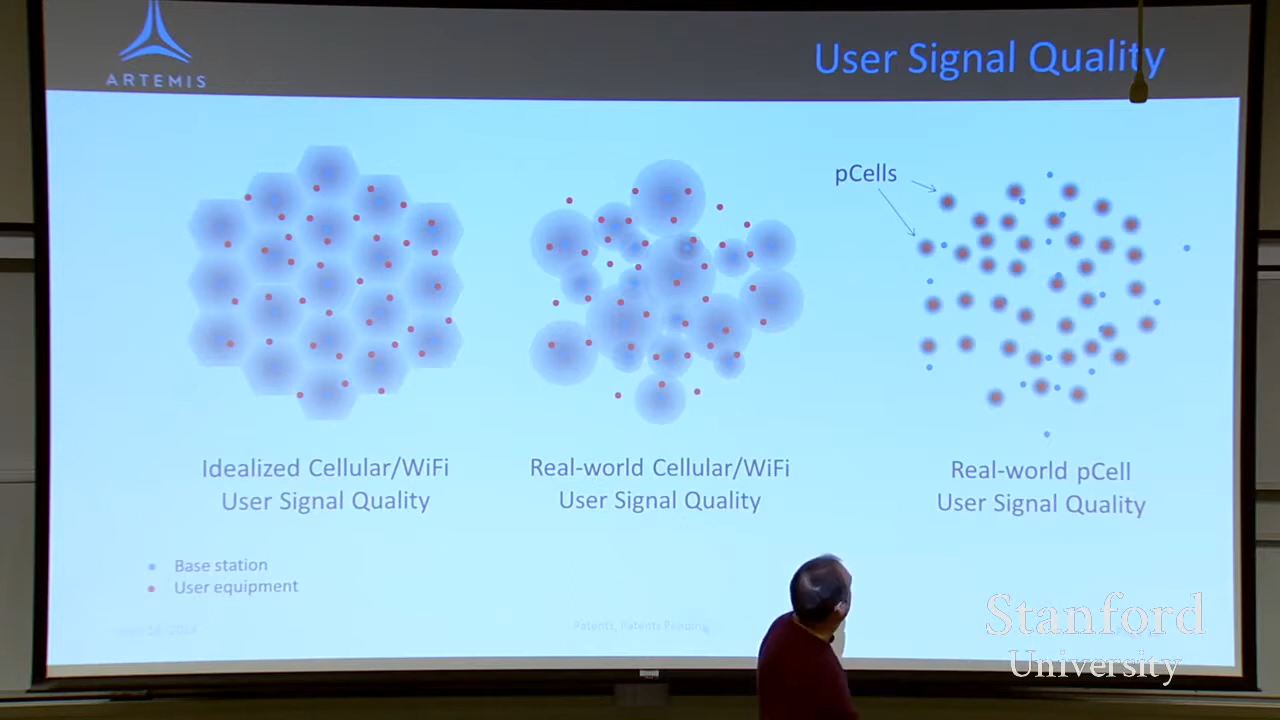 ARTEMIS
User Signal Quality
pCells
Idealized Cellular/WiFi
User Signal Quality
Real-world Cellular/WiFi
User Signal Quality
Real-world pCell
User Signal Quality
Base station
User equipment
Patents, Patents Pending
Stanford
University